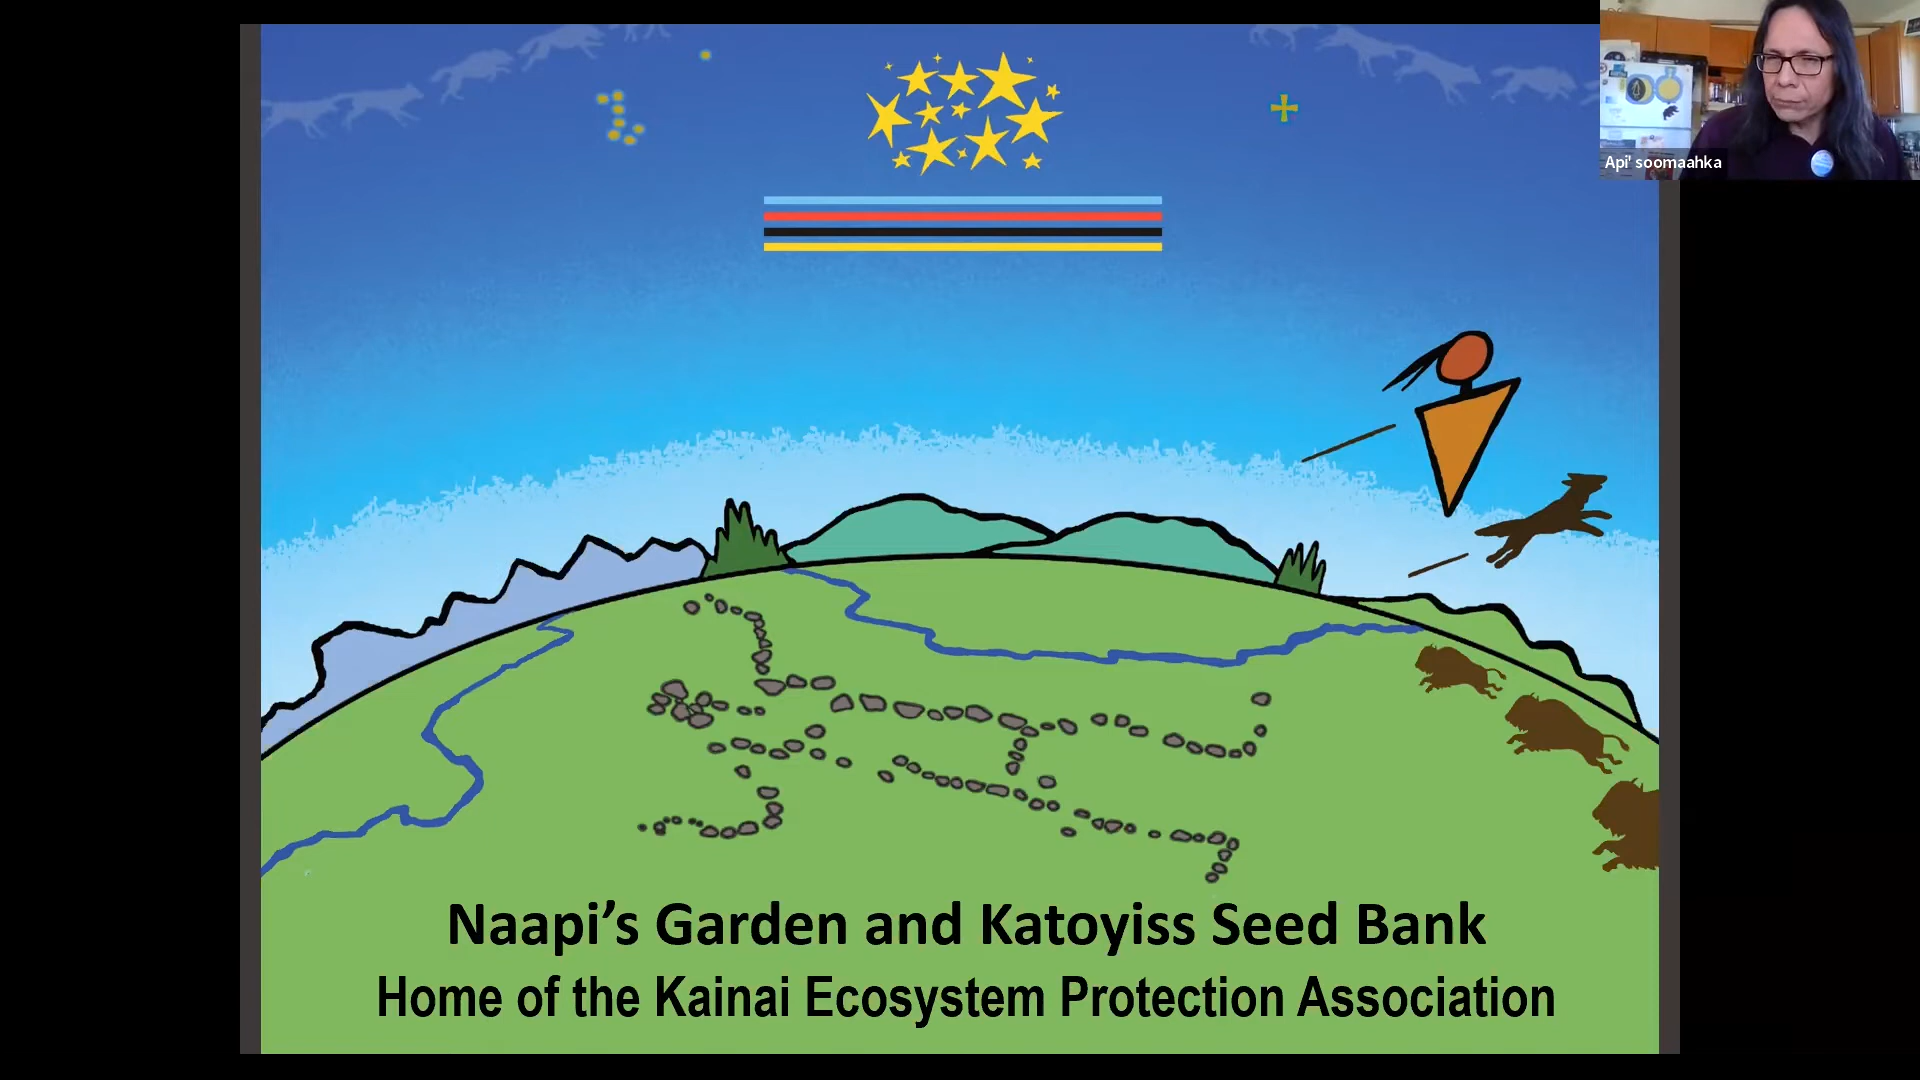 Api' soomaahka
Naapi’s Garden and Katoyiss Seed Bank
Home of the Kainai Ecosystem Protection Association